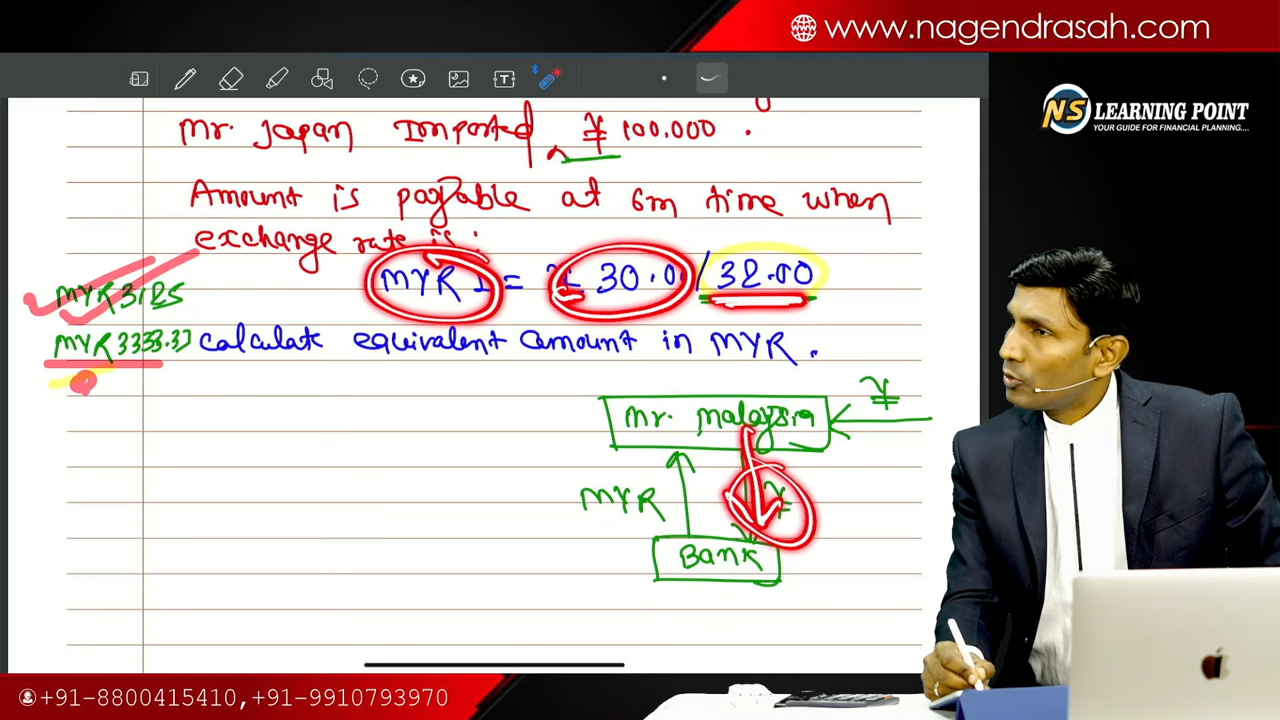 www.nagendrasah.com
NS LEARNING POINT
YOUR GUIDE FOR FINANCIAL PLANNING....
T
Mr. Japan Imported ¥ 100,000 .
Amount is payable at 6m time when
exchange rate is :
MYR 1 = ¥ 30.0 / 32.00
MYR 3125
MYR 3333.33
calculate equivalent amount in MYR .
¥
Mr. Malaysia
MYR
¥
Bank
+91-8800415410,+91-9910793970